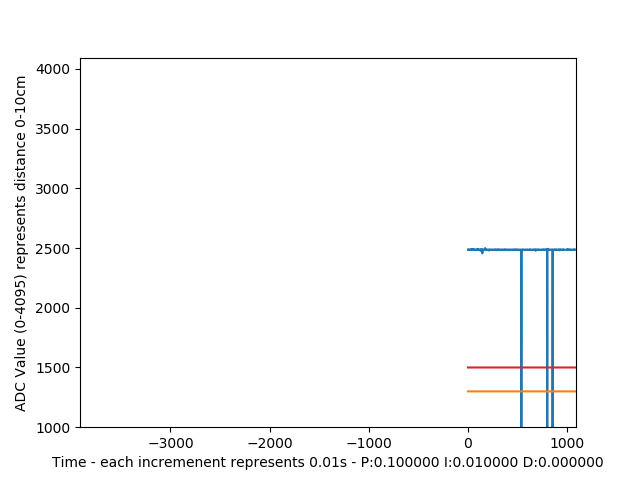 4000
3500
3000
2500
2000
1500
1000
ADC Value (0-4095) represents distance 0-10cm
−3000 −2000 −1000 0 1000
Time - each incremenent represents 0.01s - P:0.100000 I:0.010000 D:0.000000